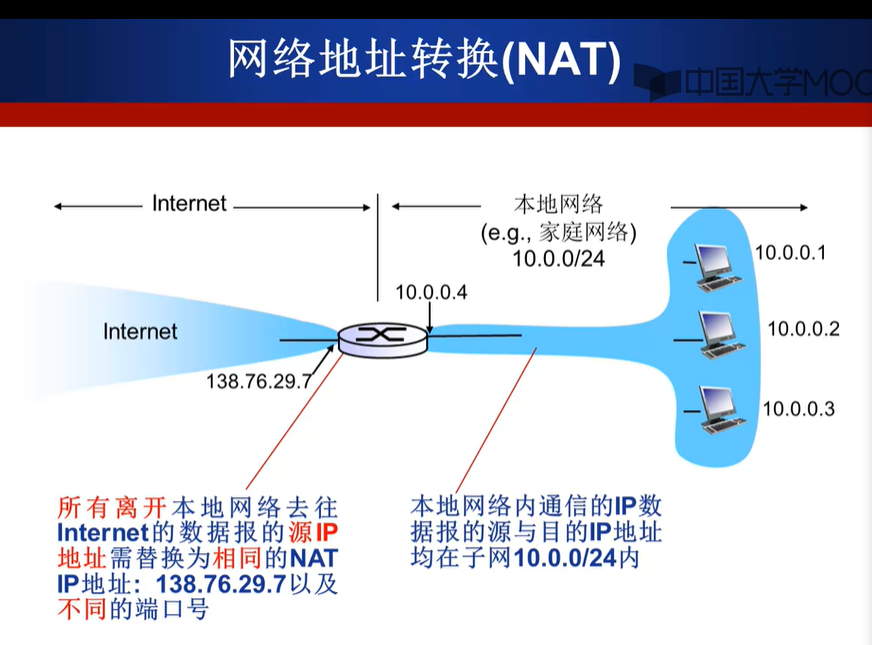 网络地址转换(NAT)
中国大学MOO
Internet
本地网络
(e.g., 家庭网络)
10.0.0/24
10.0.0.1
10.0.0.4
Internet
10.0.0.2
138.76.29.7
10.0.0.3
所有离开本地网络去往
Internet的数据报的源IP
地址需替换为相同的NAT
IP地址：138.76.29.7以及
不同的端口号
本地网络内通信的IP数
据报的源与目的IP地址
均在子网10.0.0/24内